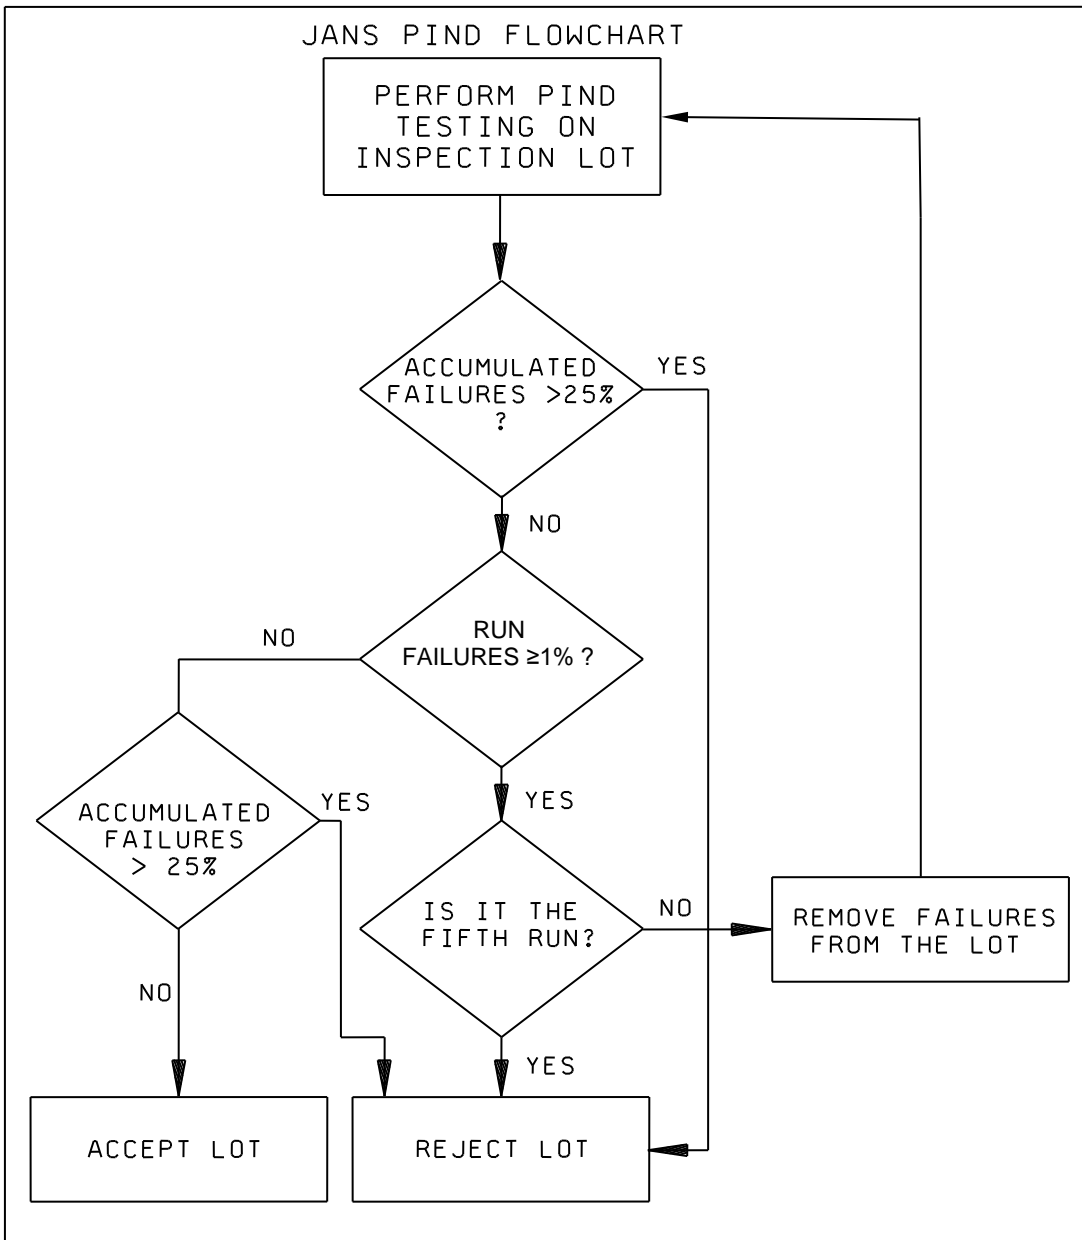 JANS PIND FLOWCHART
PERFORM PIND
TESTING ON
INSPECTION LOT
ACCUMULATED
FAILURES >25%
?
YES
NO
RUN
FAILURES ≥1% ?
NO
YES
ACCUMULATED
FAILURES
> 25%
YES
NO
IS IT THE
FIFTH RUN?
NO
YES
REMOVE FAILURES
FROM THE LOT
ACCEPT LOT
REJECT LOT